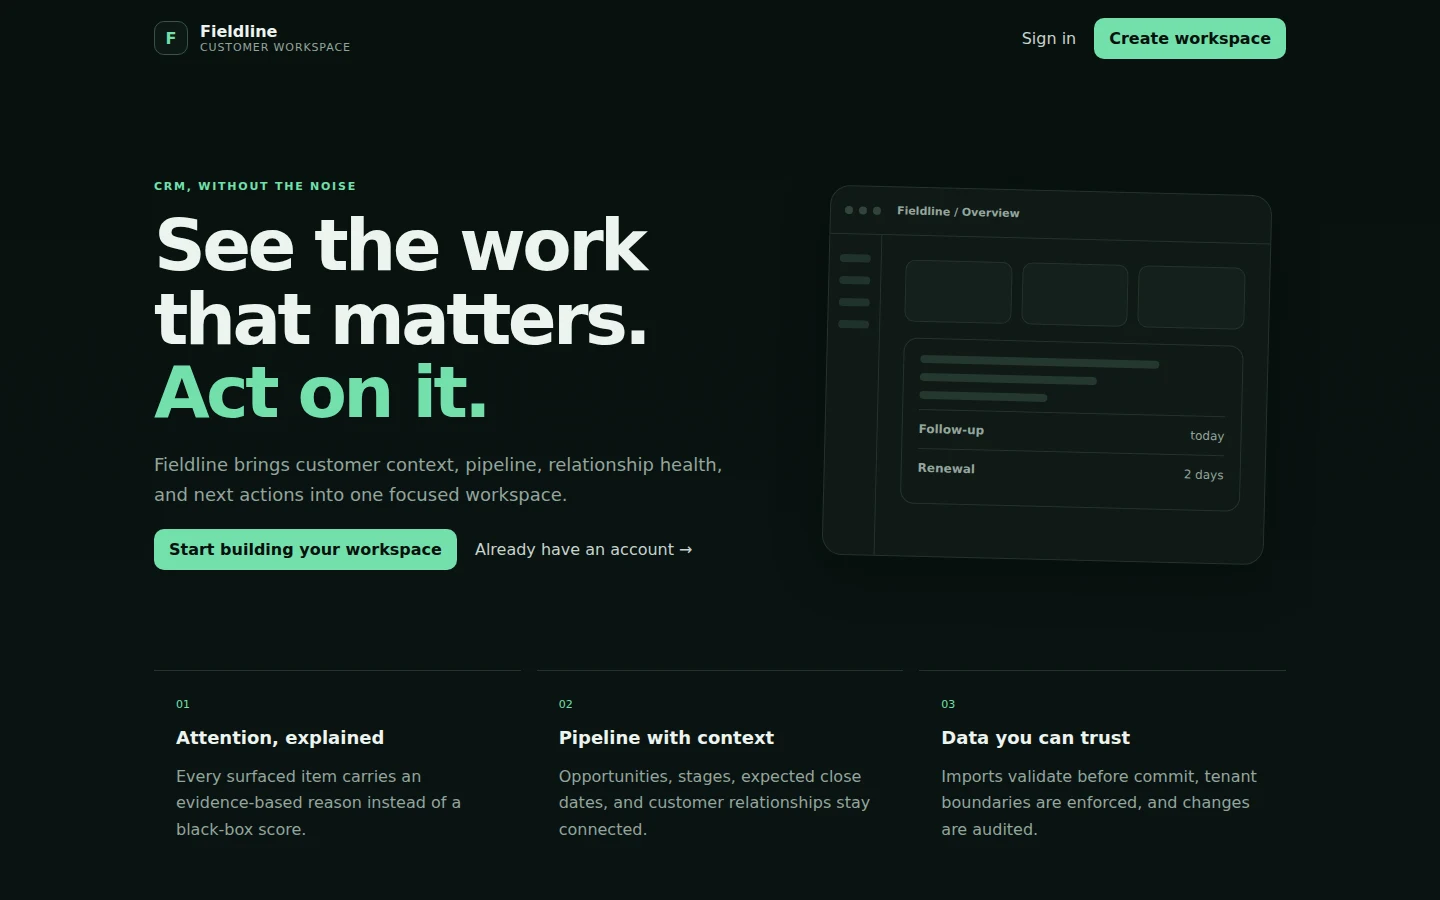 F
Fieldline
CUSTOMER WORKSPACE
Sign in
Create workspace
CRM, WITHOUT THE NOISE
See the work
that matters.
Act on it.
Fieldline brings customer context, pipeline, relationship health,
and next actions into one focused workspace.
Start building your workspace
Already have an account →
Fieldline / Overview
Follow-up today
Renewal 2 days
01
Attention, explained
Every surfaced item carries an
evidence-based reason instead of a
black-box score.
02
Pipeline with context
Opportunities, stages, expected close
dates, and customer relationships stay
connected.
03
Data you can trust
Imports validate before commit, tenant
boundaries are enforced, and changes
are audited.